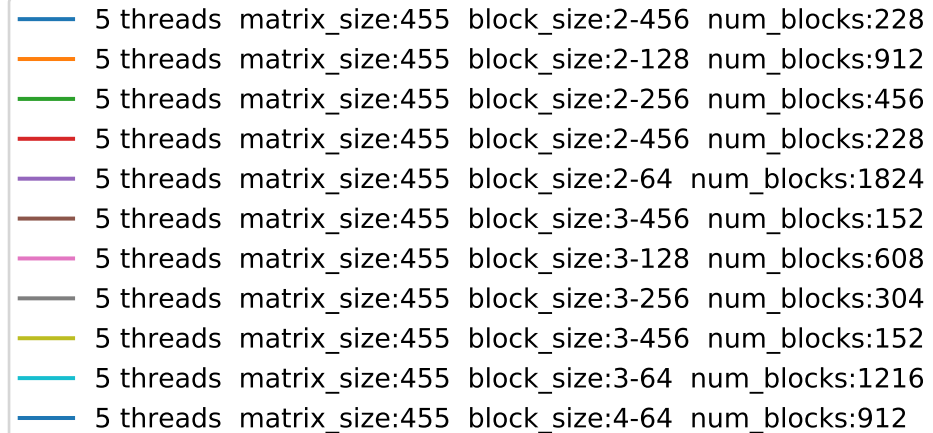 5 threads matrix_size:455 block_size:2-456 num_blocks:228
5 threads matrix_size:455 block_size:2-128 num_blocks:912
5 threads matrix_size:455 block_size:2-256 num_blocks:456
5 threads matrix_size:455 block_size:2-456 num_blocks:228
5 threads matrix_size:455 block_size:2-64 num_blocks:1824
5 threads matrix_size:455 block_size:3-456 num_blocks:152
5 threads matrix_size:455 block_size:3-128 num_blocks:608
5 threads matrix_size:455 block_size:3-256 num_blocks:304
5 threads matrix_size:455 block_size:3-456 num_blocks:152
5 threads matrix_size:455 block_size:3-64 num_blocks:1216
5 threads matrix_size:455 block_size:4-64 num_blocks:912